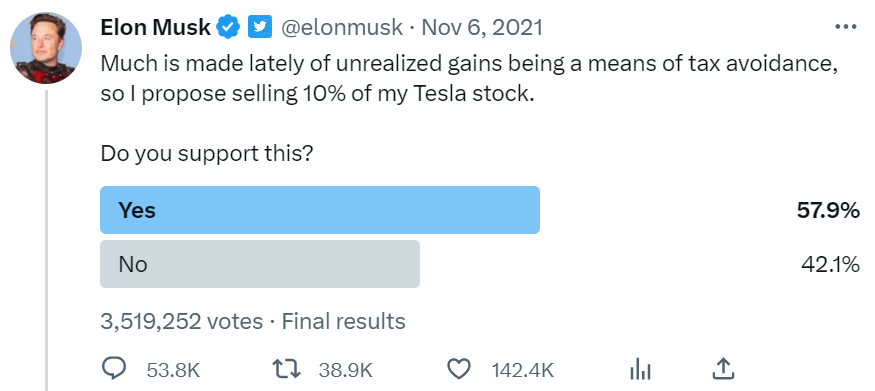 Elon Musk @elonmusk · Nov 6, 2021
Much is made lately of unrealized gains being a means of tax avoidance,
so I propose selling 10% of my Tesla stock.
Do you support this?
Yes 57.9%
No 42.1%
3,519,252 votes · Final results
53.8K 38.9K 142.4K